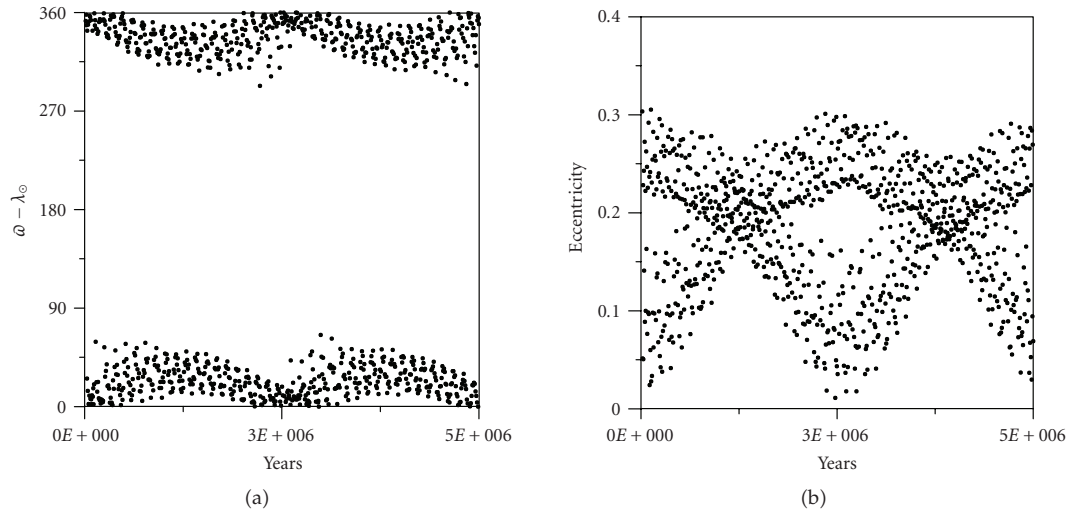 360
270
180
90
0
ϖ − λ⊙
0E + 000
3E + 006
5E + 006
Years
(a)
0.4
0.3
0.2
0.1
0
Eccentricity
0E + 000
3E + 006
5E + 006
Years
(b)